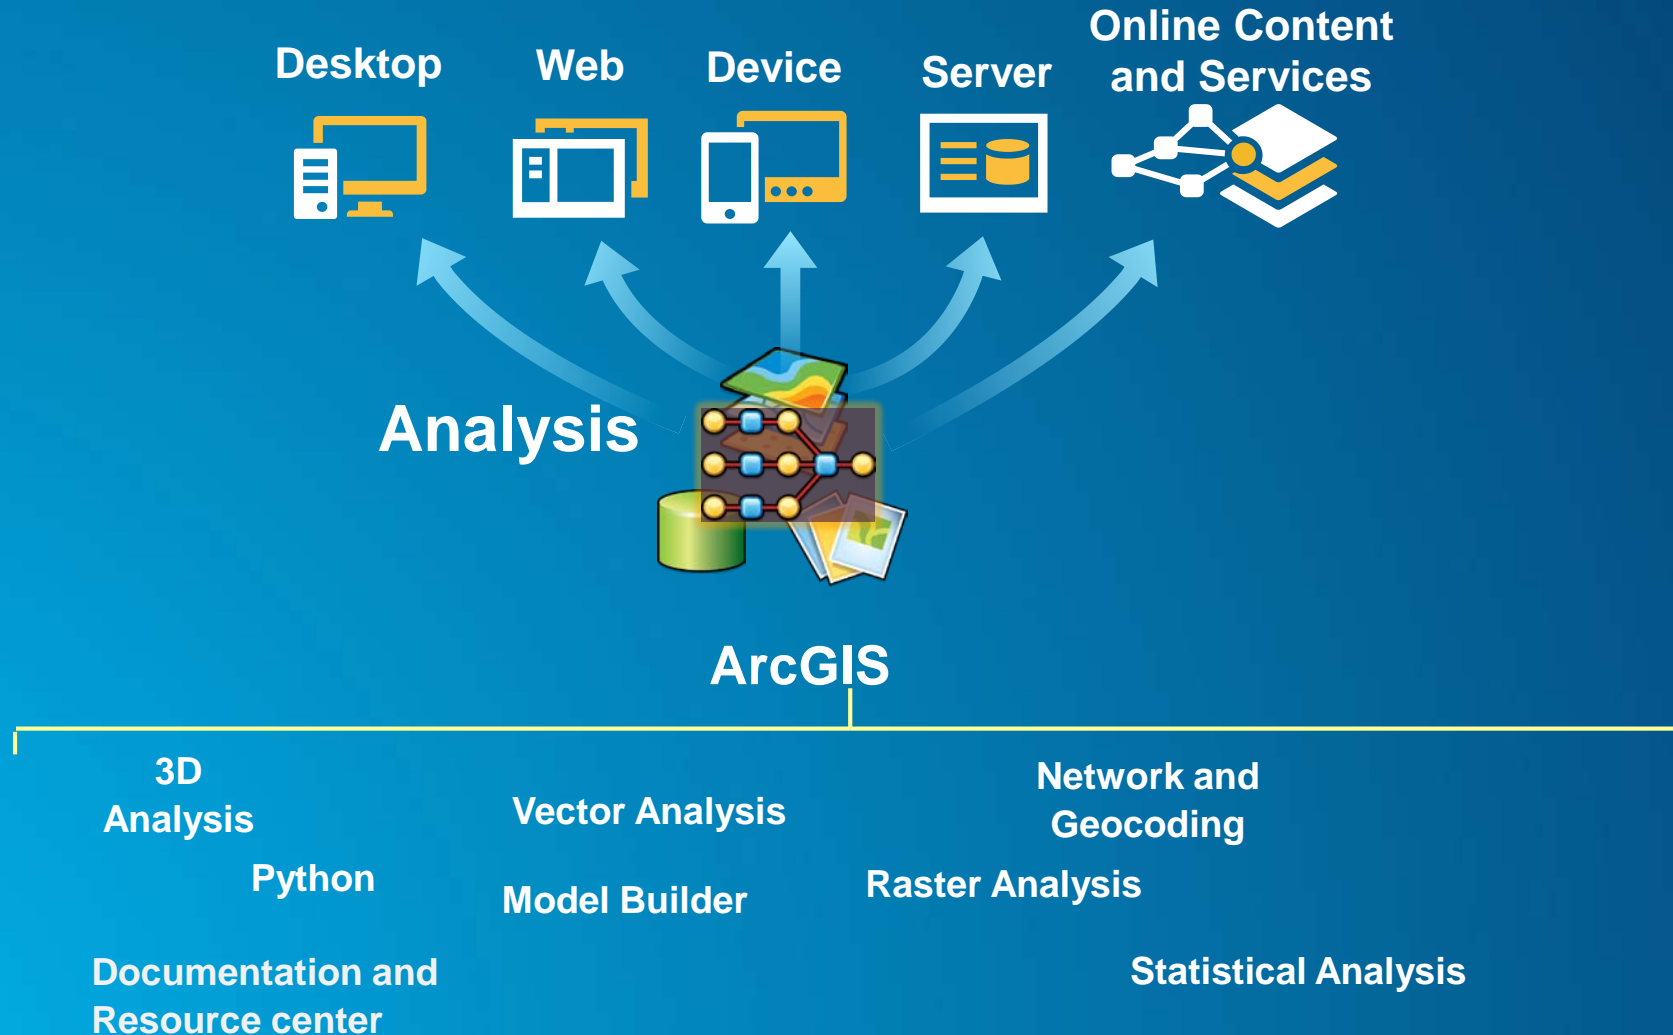 Desktop
Web
Device
Server
Online Content
and Services
Analysis
ArcGIS
3D
Analysis
Vector Analysis
Network and
Geocoding
Python
Model Builder
Raster Analysis
Documentation and
Resource center
Statistical Analysis